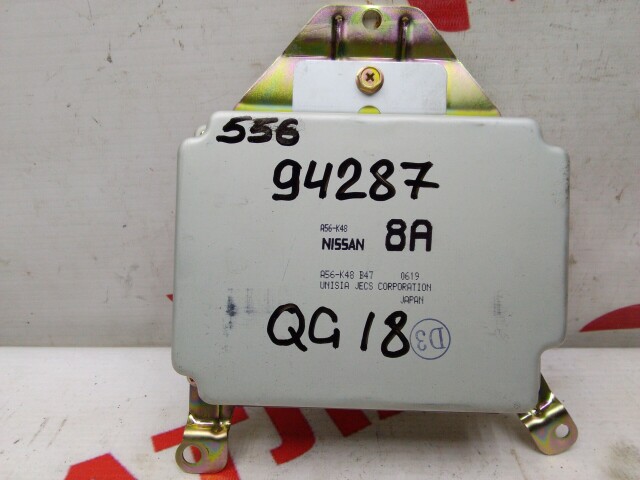 556
94287
A56-K48
NISSAN 8A
A56-K48 B47 0619
UNISIA JECS CORPORATION
JAPAN
QG18 D3